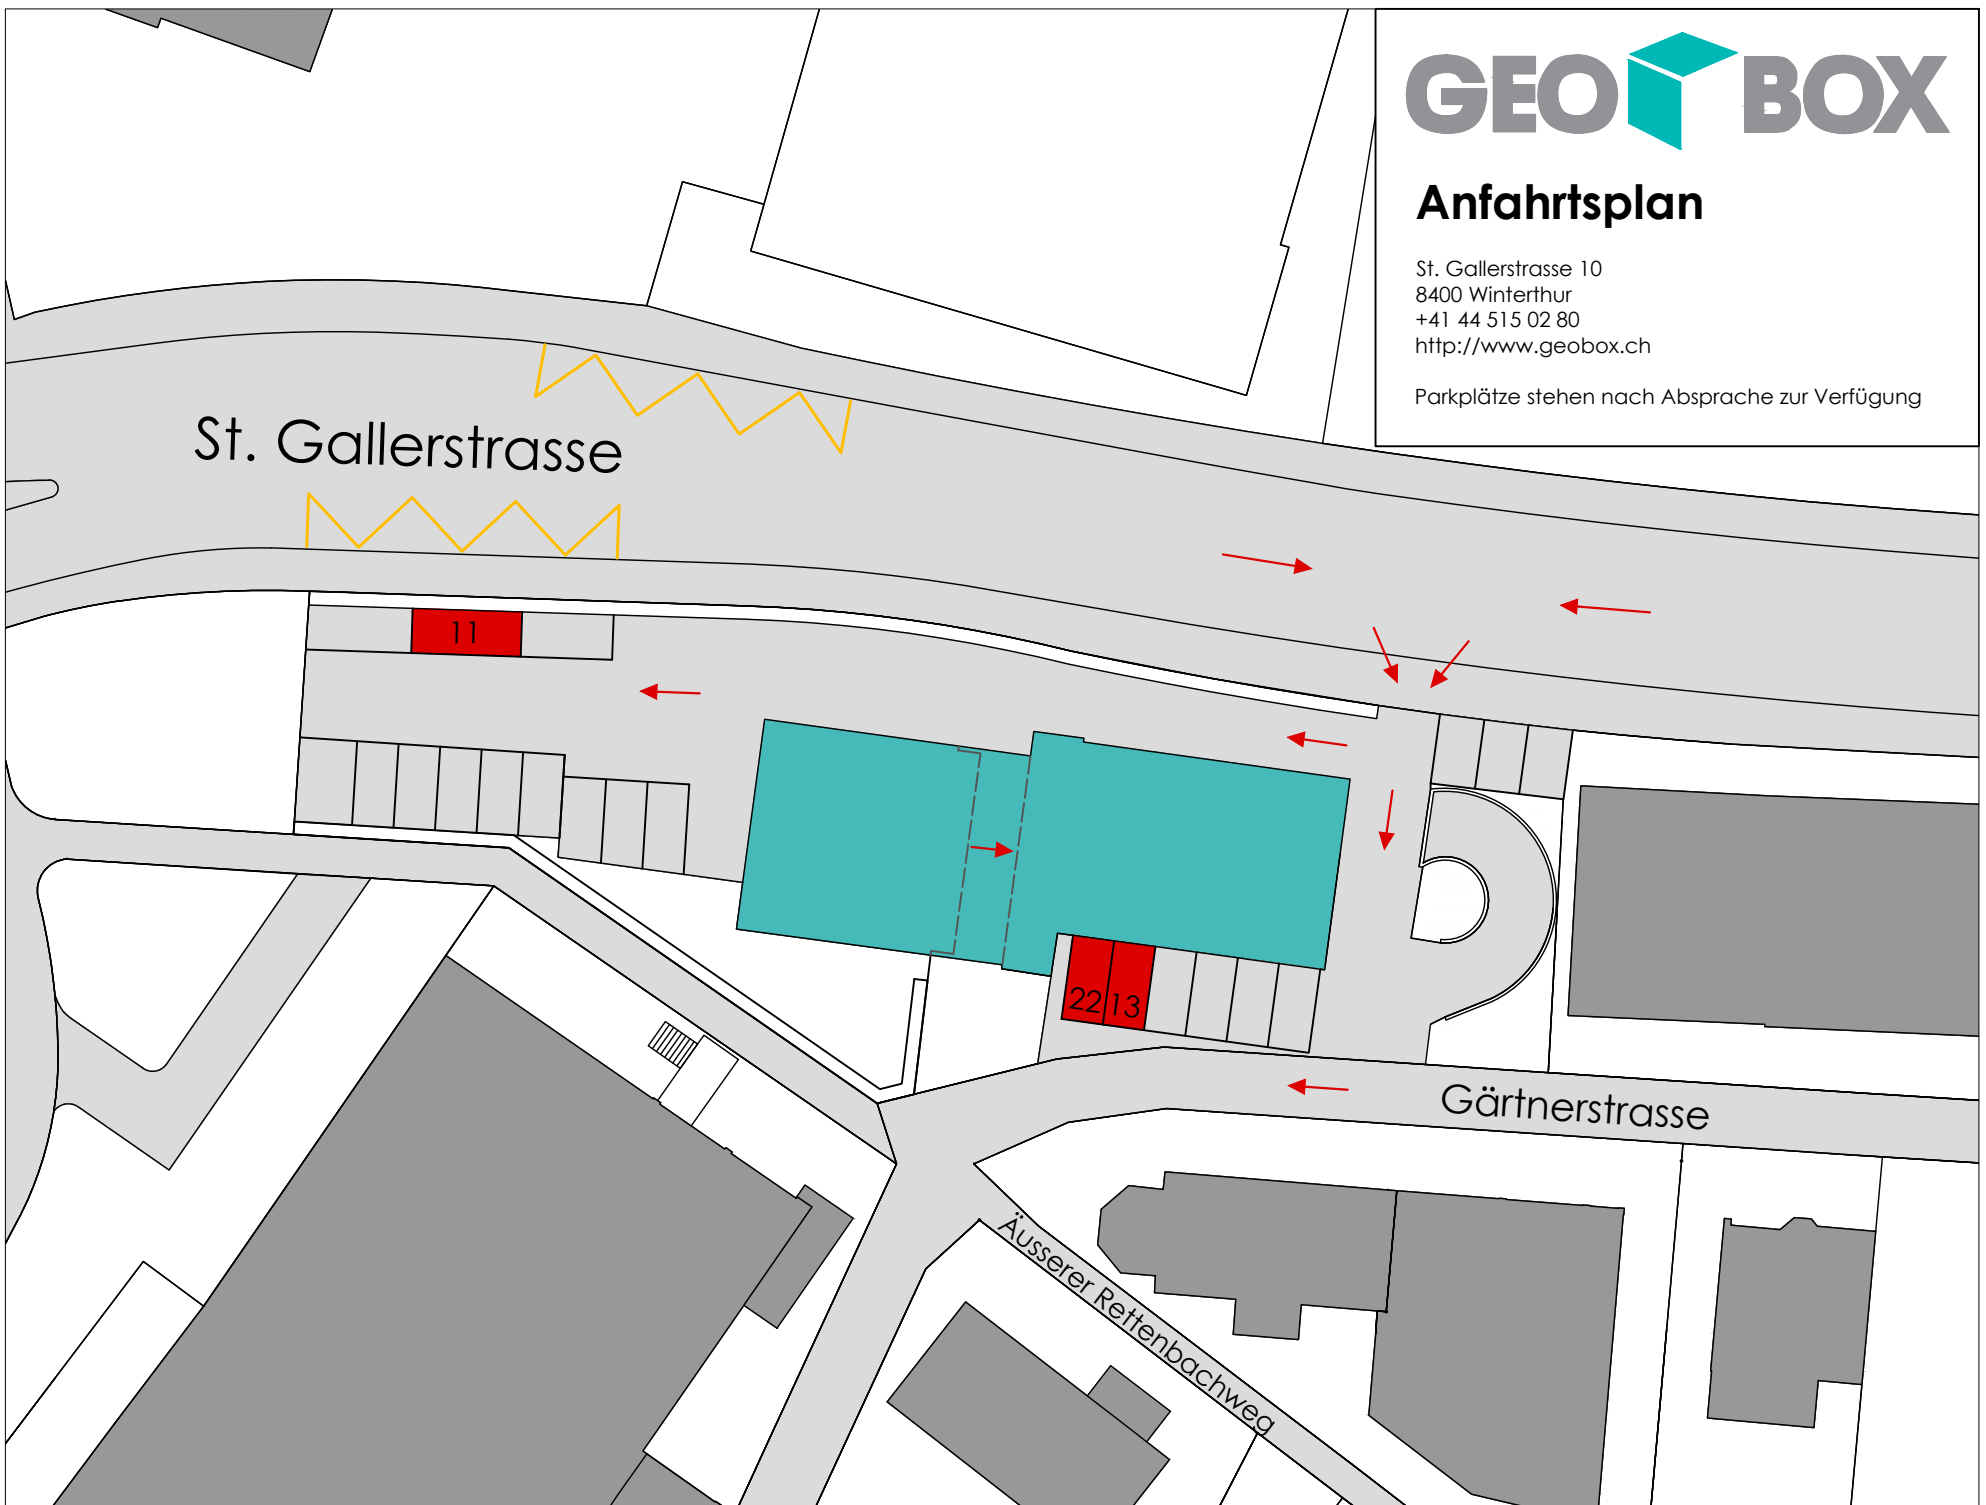 GEO BOX
Anfahrtsplan
St. Gallerstrasse 10
8400 Winterthur
+41 44 515 02 80
http://www.geobox.ch
Parkplätze stehen nach Absprache zur Verfügung
St. Gallerstrasse
11
22 13
Gärtnerstrasse
Äusserer Rettenbachweg